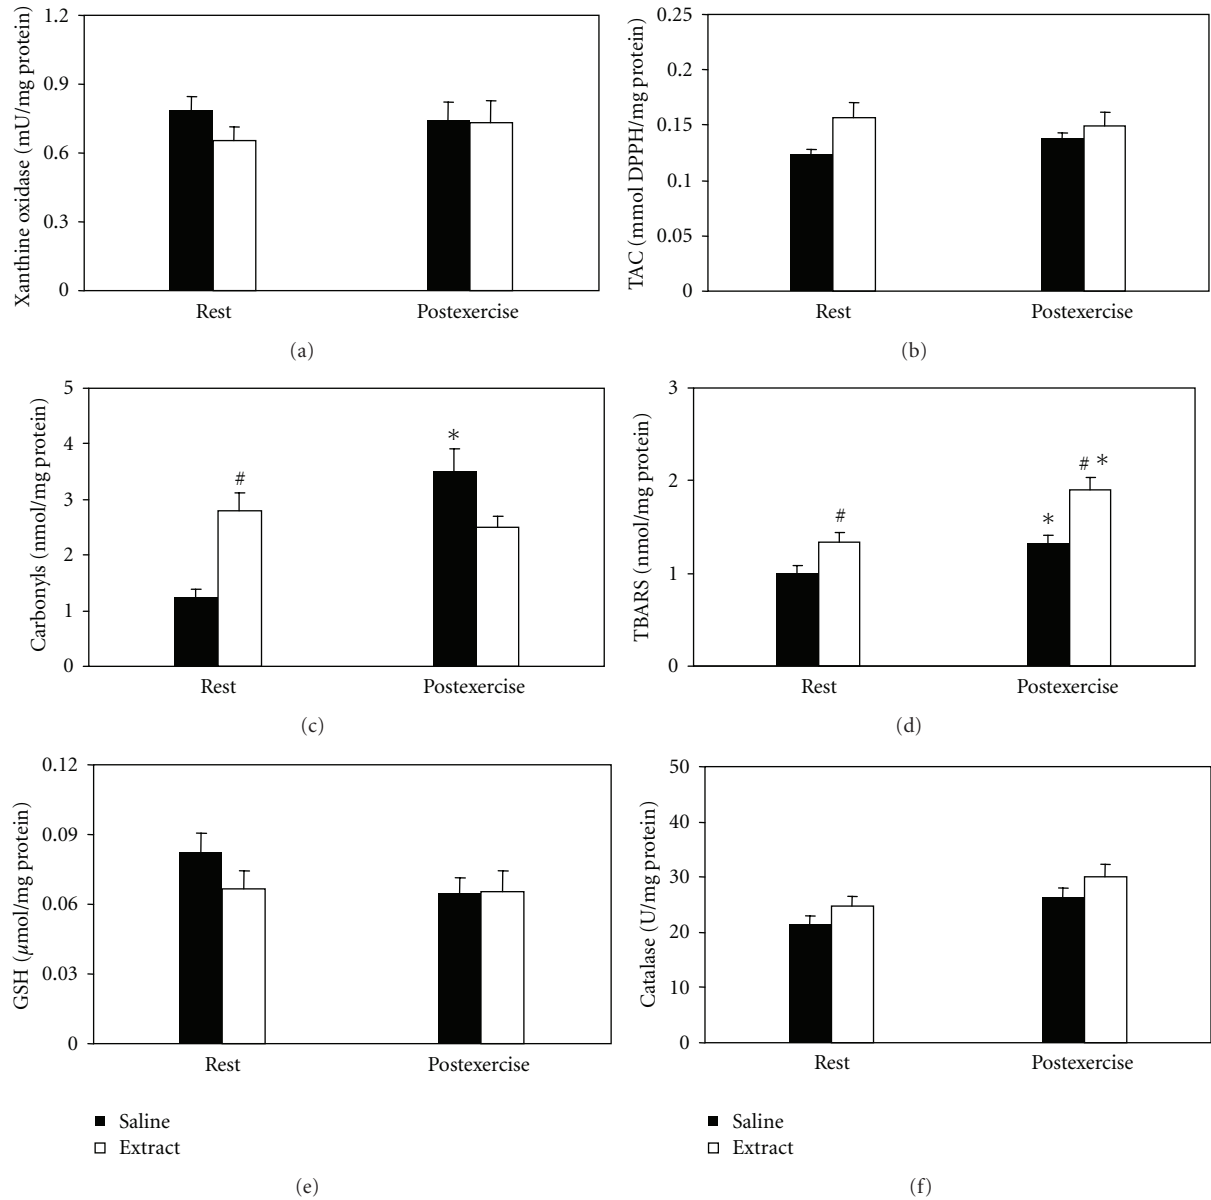 Xanthine oxidase (mU/mg protein)
1.2
0.9
0.6
0.3
0
Rest
Postexercise
(a)
TAC (mmol DPPH/mg protein)
0.25
0.2
0.15
0.1
0.05
0
Rest
Postexercise
(b)
Carbonyls (nmol/mg protein)
5
4
3
2
1
0
#
*
Rest
Postexercise
(c)
TBARS (nmol/mg protein)
3
2
1
0
#
*
# *
Rest
Postexercise
(d)
GSH (μmol/mg protein)
0.12
0.09
0.06
0.03
0
Rest
Postexercise
Saline
Extract
(e)
Catalase (U/mg protein)
50
40
30
20
10
0
Rest
Postexercise
Saline
Extract
(f)